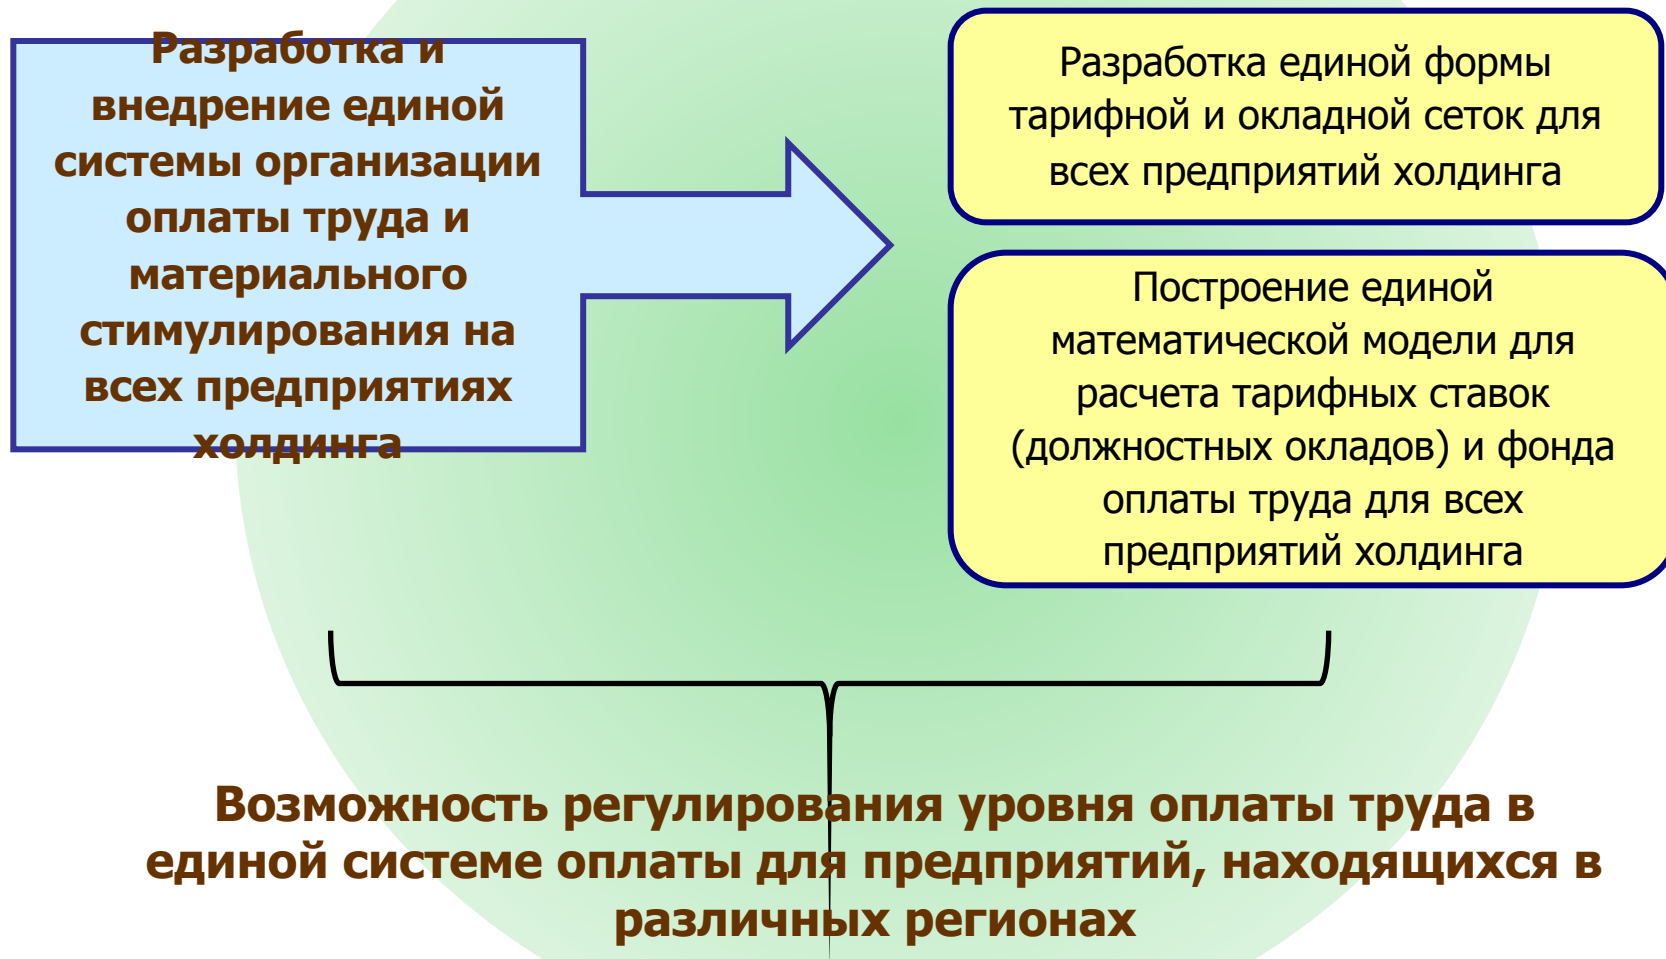 Разработка и
внедрение единой
системы организации
оплаты труда и
материального
стимулирования на
всех предприятиях
холдинга
Разработка единой формы
тарифной и окладной сеток для
всех предприятий холдинга
Построение единой
математической модели для
расчета тарифных ставок
(должностных окладов) и фонда
оплаты труда для всех
предприятий холдинга
Возможность регулирования уровня оплаты труда в
единой системе оплаты для предприятий, находящихся в
различных регионах